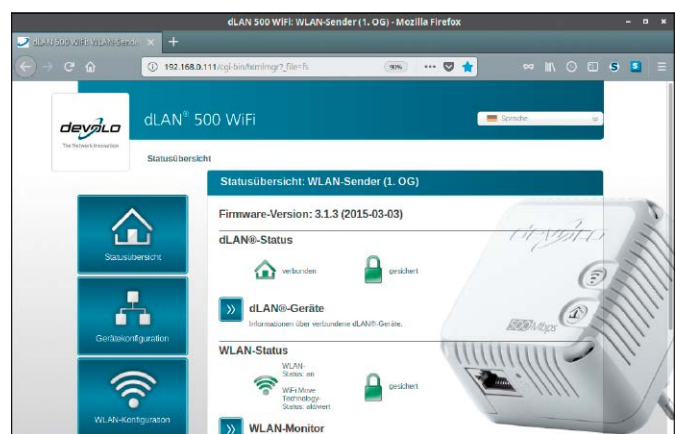 dLAN 500 WiFi: WLAN-Sender (1. OG) - Mozilla Firefox
dLAN 500 WiFi: WLAN-Sender
192.168.0.111/cgi-bin/htmlmgr?_file=fs
90%
devolo
The Network Innovation
dLAN® 500 WiFi
Sprache
Statusübersicht
Statusübersicht: WLAN-Sender (1. OG)
Firmware-Version: 3.1.3 (2015-03-03)
dLAN®-Status
verbunden
gesichert
Statusübersicht
dLAN®-Geräte
Informationen über verbundene dLAN®-Geräte.
Gerätekonfiguration
WLAN-Status
WLAN-
Status: an
WiFi Move
Technology-
Status: aktiviert
gesichert
WLAN-Konfiguration
WLAN-Monitor
devolo
500Mbps